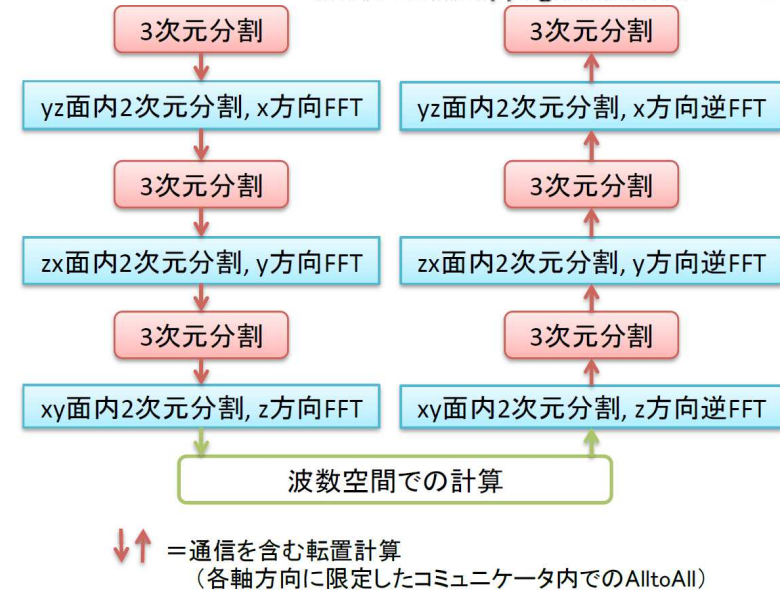 3次元分割
yz面内2次元分割, x方向FFT
3次元分割
zx面内2次元分割, y方向FFT
3次元分割
xy面内2次元分割, z方向FFT
波数空間での計算
3次元分割
yz面内2次元分割, x方向逆FFT
3次元分割
zx面内2次元分割, y方向逆FFT
3次元分割
xy面内2次元分割, z方向逆FFT
＝通信を含む転置計算
（各軸方向に限定したコミュニケータ内でのAlltoAll）